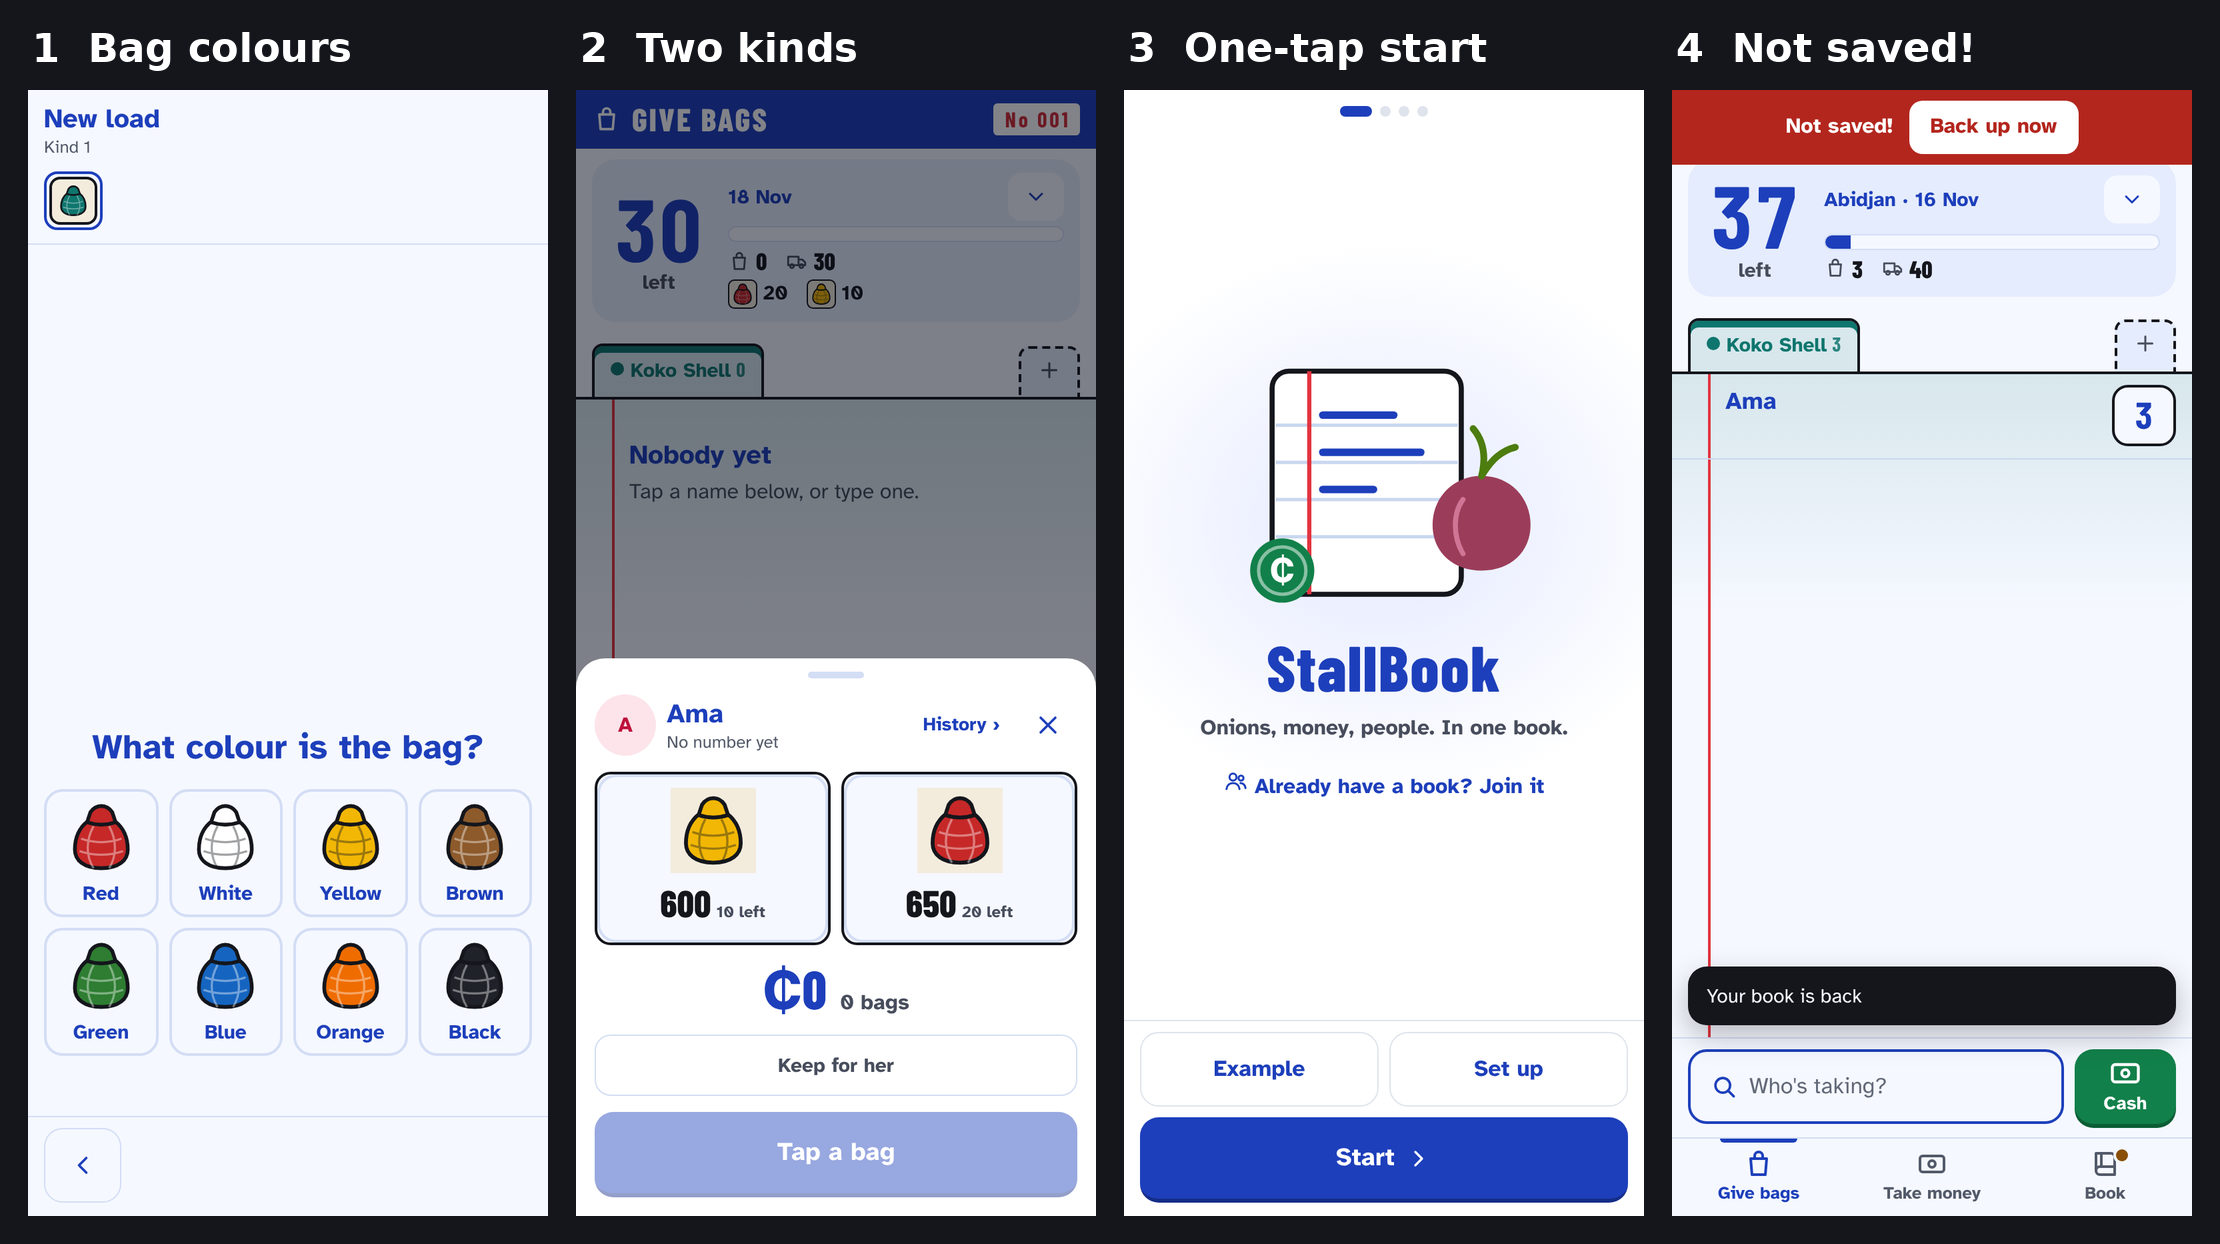 1 Bag colours
New load
Kind 1
What colour is the bag?
Red White Yellow Brown
Green Blue Orange Black
2 Two kinds
GIVE BAGS No 001
30 left
18 Nov
0 30
20 10
Koko Shell 0 +
Nobody yet
Tap a name below, or type one.
A Ama History ›
No number yet
600 10 left 650 20 left
₵0 0 bags
Keep for her
Tap a bag
3 One-tap start
₵
StallBook
Onions, money, people. In one book.
Already have a book? Join it
Example Set up
Start
4 Not saved!
Not saved! Back up now
37 left
Abidjan · 16 Nov
3 40
Koko Shell 3 +
Ama 3
Your book is back
Who's taking? Cash
Give bags Take money Book